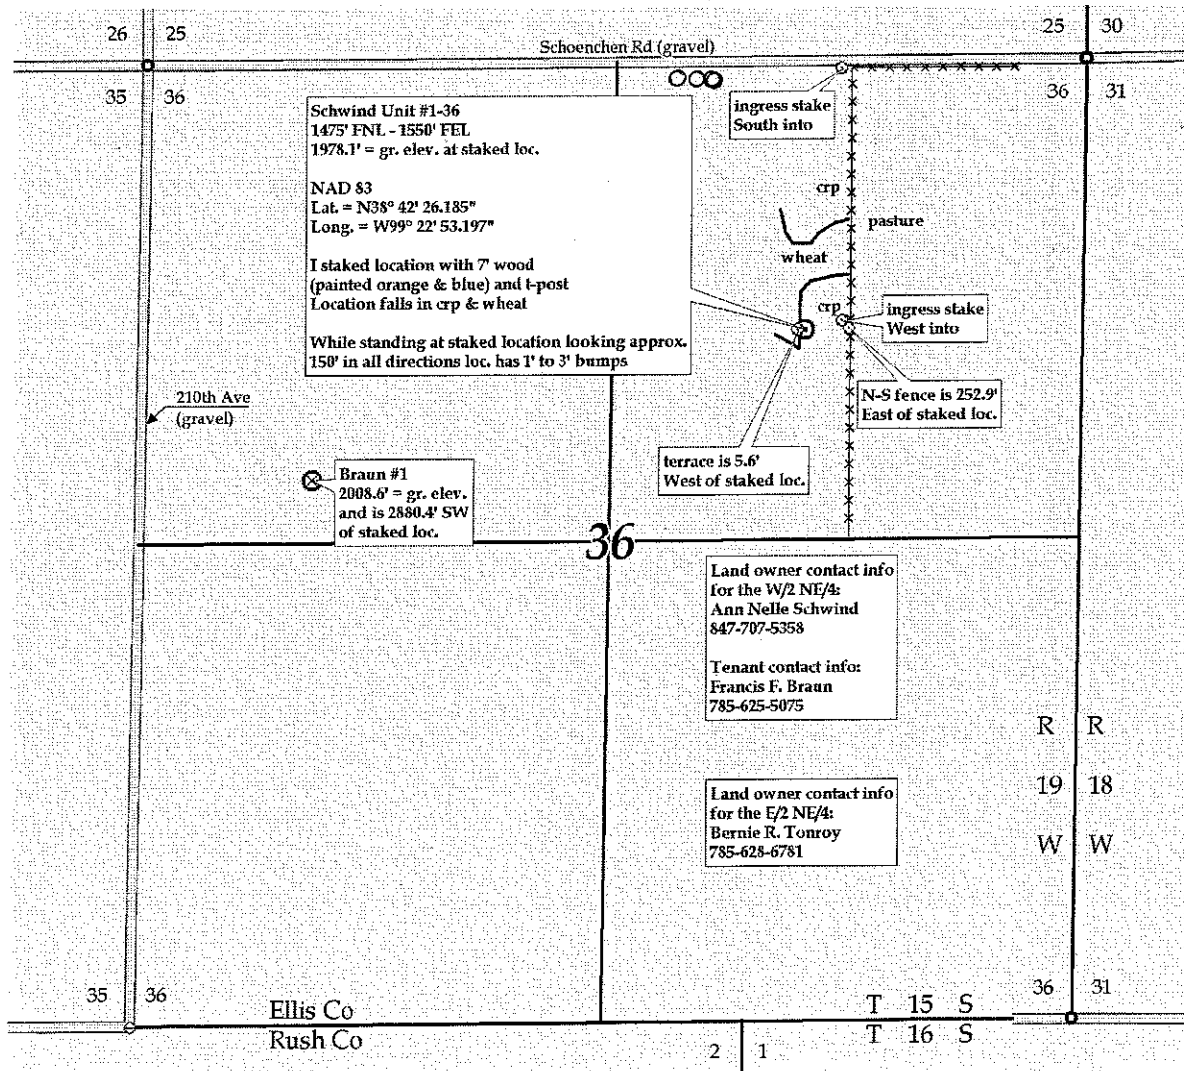 26 25
Schoenchen Rd (gravel)
25 30
35 36
36 31
Schwind Unit #1-36
1475' FNL - 1550' FEL
1978.1' = gr. elev. at staked loc.
NAD 83
Lat. = N38° 42' 26.185"
Long. = W99° 22' 53.197"
I staked location with 7' wood
(painted orange & blue) and t-post
Location falls in crp & wheat
While standing at staked location looking approx.
150' in all directions loc. has 1' to 3' bumps
ingress stake
South into
crp
pasture
wheat
crp
ingress stake
West into
N-S fence is 252.9'
East of staked loc.
terrace is 5.6'
West of staked loc.
210th Ave
(gravel)
Braun #1
2008.6' = gr. elev.
and is 2880.4' SW
of staked loc.
36
Land owner contact info
for the W/2 NE/4:
Ann Nelle Schwind
847-707-5358
Tenant contact info:
Francis F. Braun
785-625-5075
Land owner contact info
for the E/2 NE/4:
Bernie R. Tonroy
785-628-6781
R R
19 18
W W
35 36
36 31
Ellis Co
Rush Co
T 15 S
T 16 S
2 1